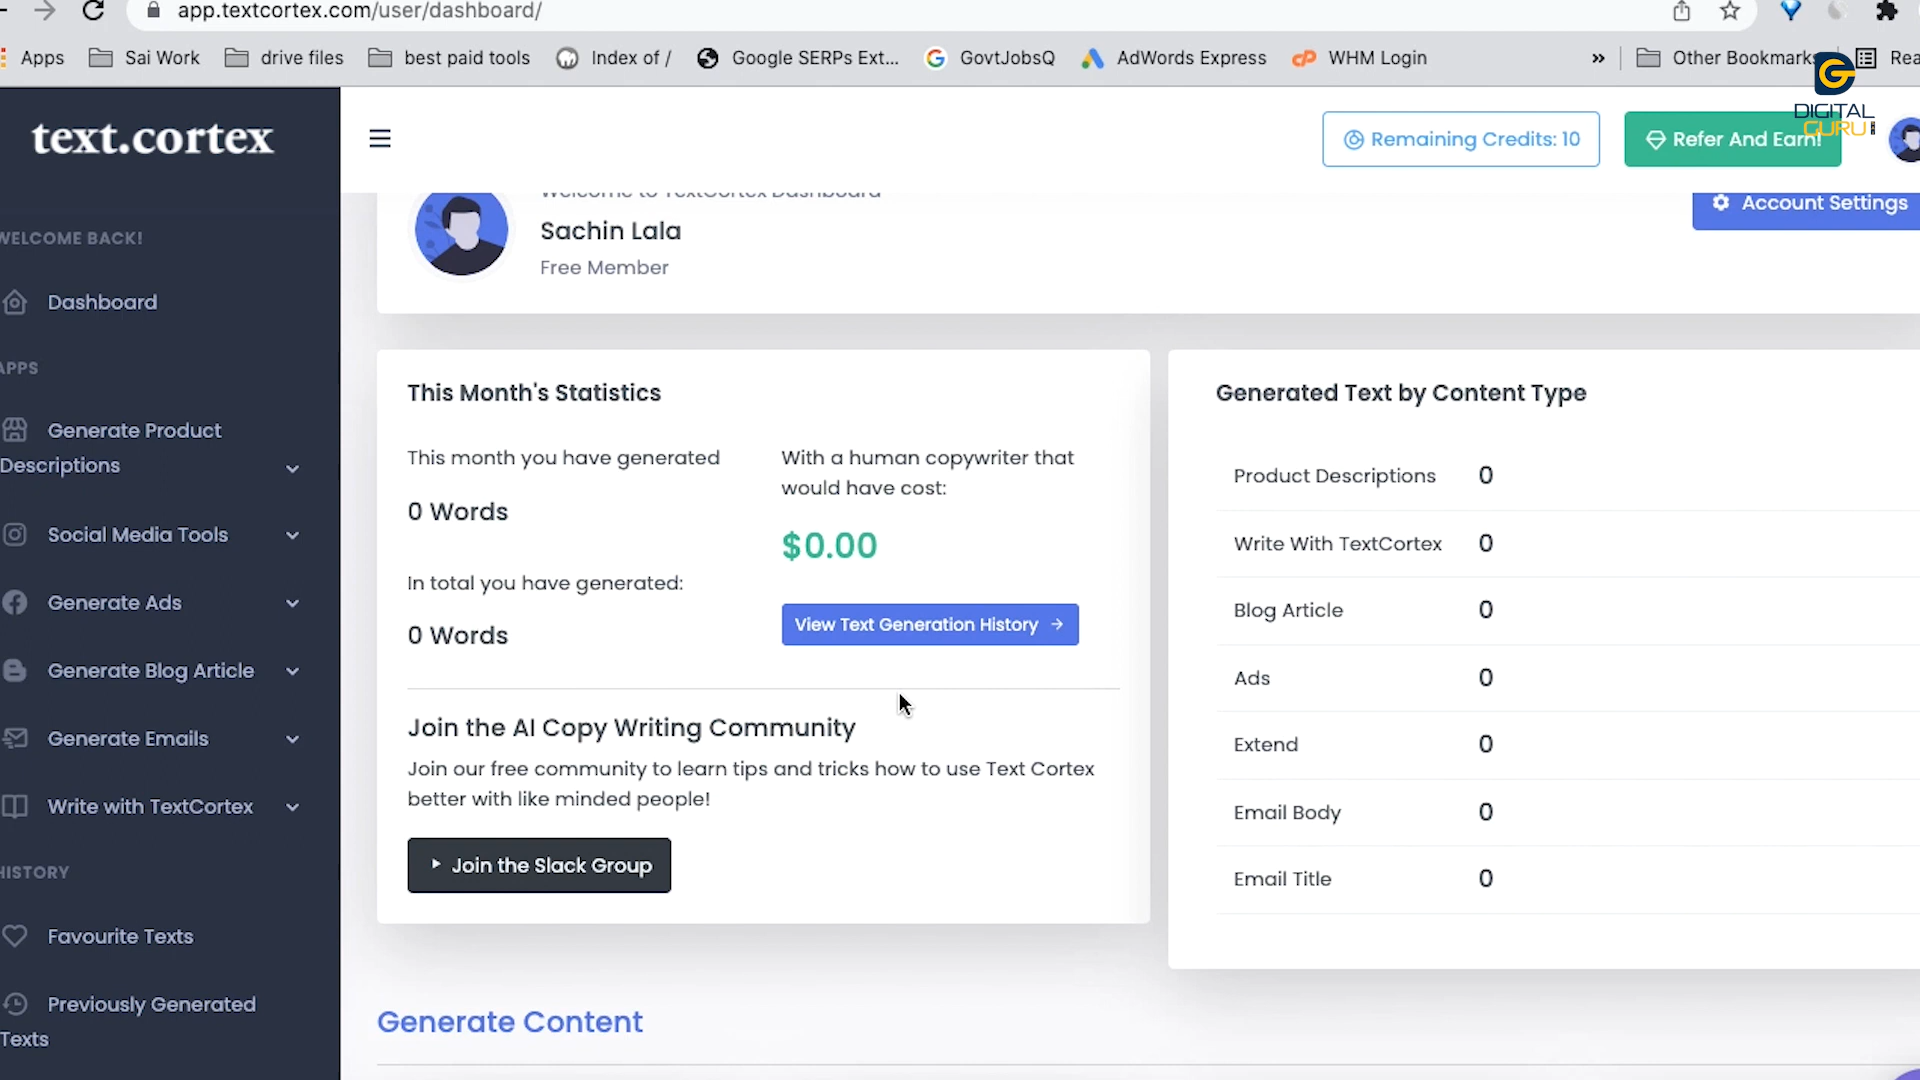 app.textcortex.com/user/dashboard/
Apps Sai Work drive files best paid tools Index of / Google SERPs Ext... GovtJobsQ AdWords Express WHM Login » Other Bookmarks Rea
DIGITAL
GURU
text.cortex
Remaining Credits: 10
Refer And Earn!
WELCOME BACK!
Dashboard
APPS
Generate Product
Descriptions
Social Media Tools
Generate Ads
Generate Blog Article
Generate Emails
Write with TextCortex
HISTORY
Favourite Texts
Previously Generated
Texts
Welcome to TextCortex Dashboard
Sachin Lala
Free Member
Account Settings
This Month's Statistics
This month you have generated
0 Words
In total you have generated:
0 Words
With a human copywriter that
would have cost:
$0.00
View Text Generation History →
Join the AI Copy Writing Community
Join our free community to learn tips and tricks how to use Text Cortex
better with like minded people!
Join the Slack Group
Generated Text by Content Type
Product Descriptions 0
Write With TextCortex 0
Blog Article 0
Ads 0
Extend 0
Email Body 0
Email Title 0
Generate Content